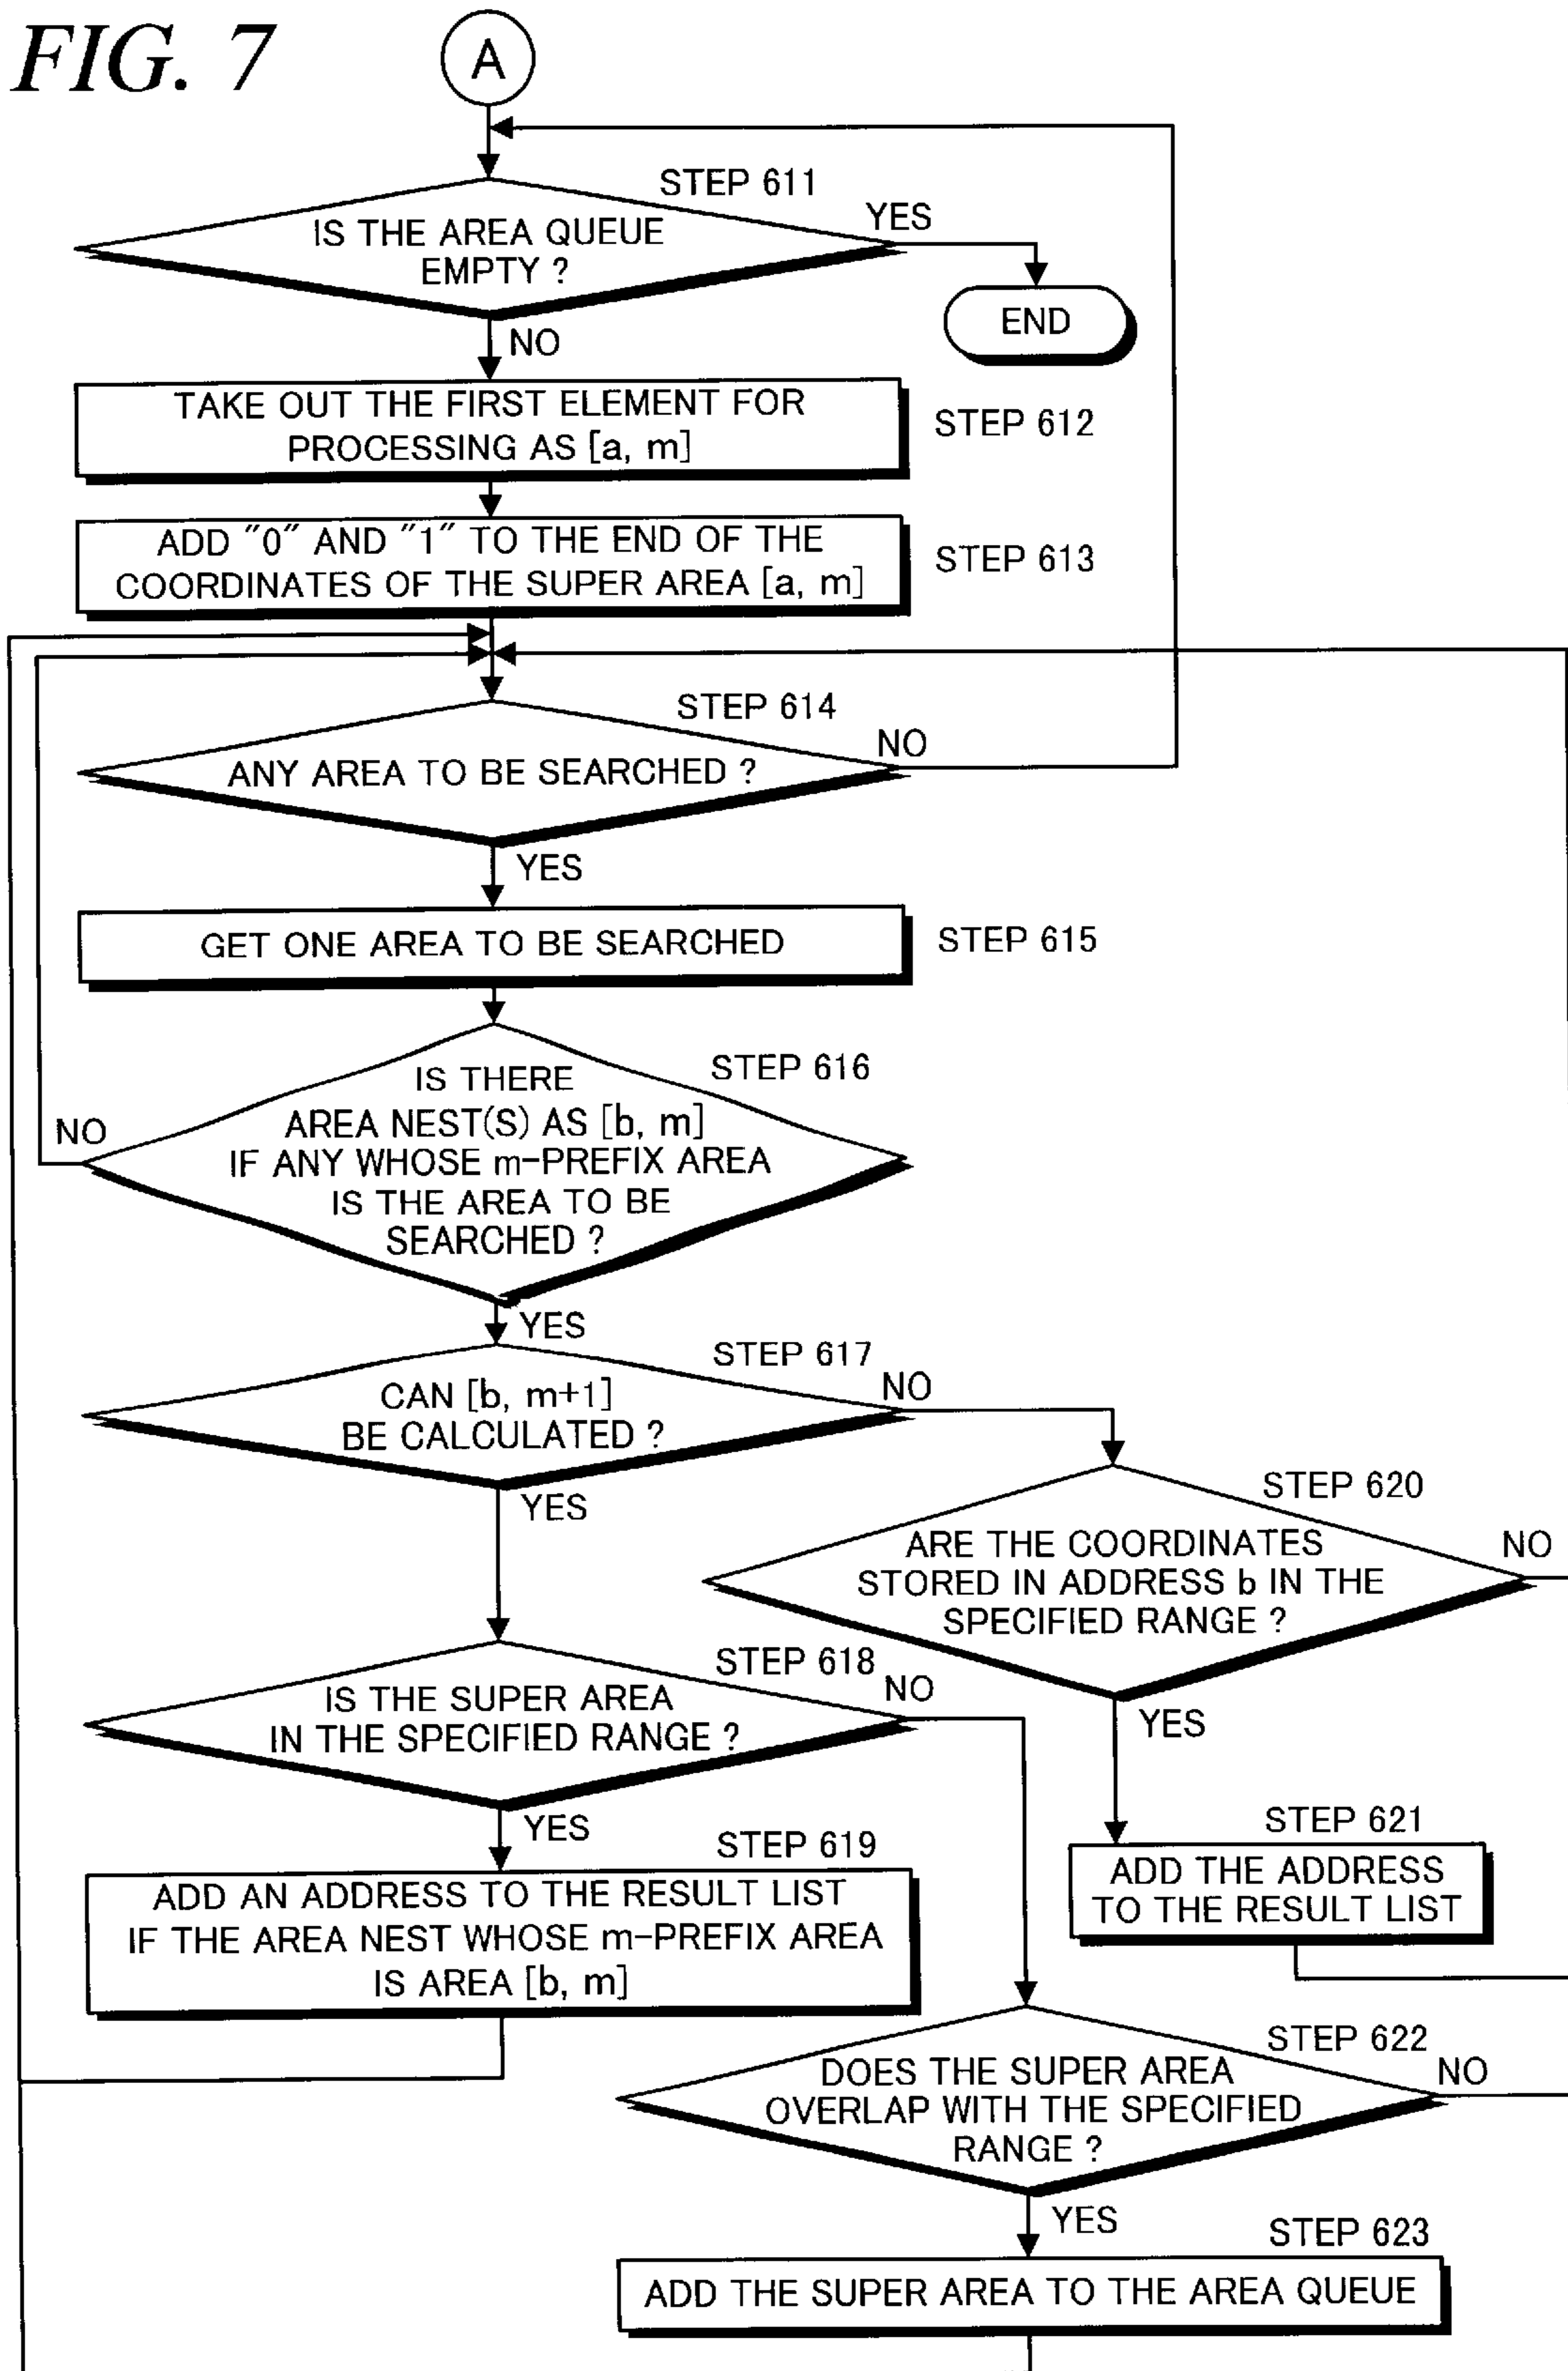 FIG. 7
A
STEP 611
IS THE AREA QUEUE
EMPTY ?
YES
END
NO
TAKE OUT THE FIRST ELEMENT FOR
PROCESSING AS [a, m]
STEP 612
ADD "0" AND "1" TO THE END OF THE
COORDINATES OF THE SUPER AREA [a, m]
STEP 613
STEP 614
ANY AREA TO BE SEARCHED ?
NO
YES
GET ONE AREA TO BE SEARCHED
STEP 615
STEP 616
IS THERE
AREA NEST(S) AS [b, m]
IF ANY WHOSE m-PREFIX AREA
IS THE AREA TO BE
SEARCHED ?
NO
YES
STEP 617
CAN [b, m+1]
BE CALCULATED ?
NO
YES
STEP 620
ARE THE COORDINATES
STORED IN ADDRESS b IN THE
SPECIFIED RANGE ?
NO
YES
STEP 618
IS THE SUPER AREA
IN THE SPECIFIED RANGE ?
NO
YES
STEP 619
ADD AN ADDRESS TO THE RESULT LIST
IF THE AREA NEST WHOSE m-PREFIX AREA
IS AREA [b, m]
STEP 621
ADD THE ADDRESS
TO THE RESULT LIST
STEP 622
DOES THE SUPER AREA
OVERLAP WITH THE SPECIFIED
RANGE ?
NO
YES
STEP 623
ADD THE SUPER AREA TO THE AREA QUEUE